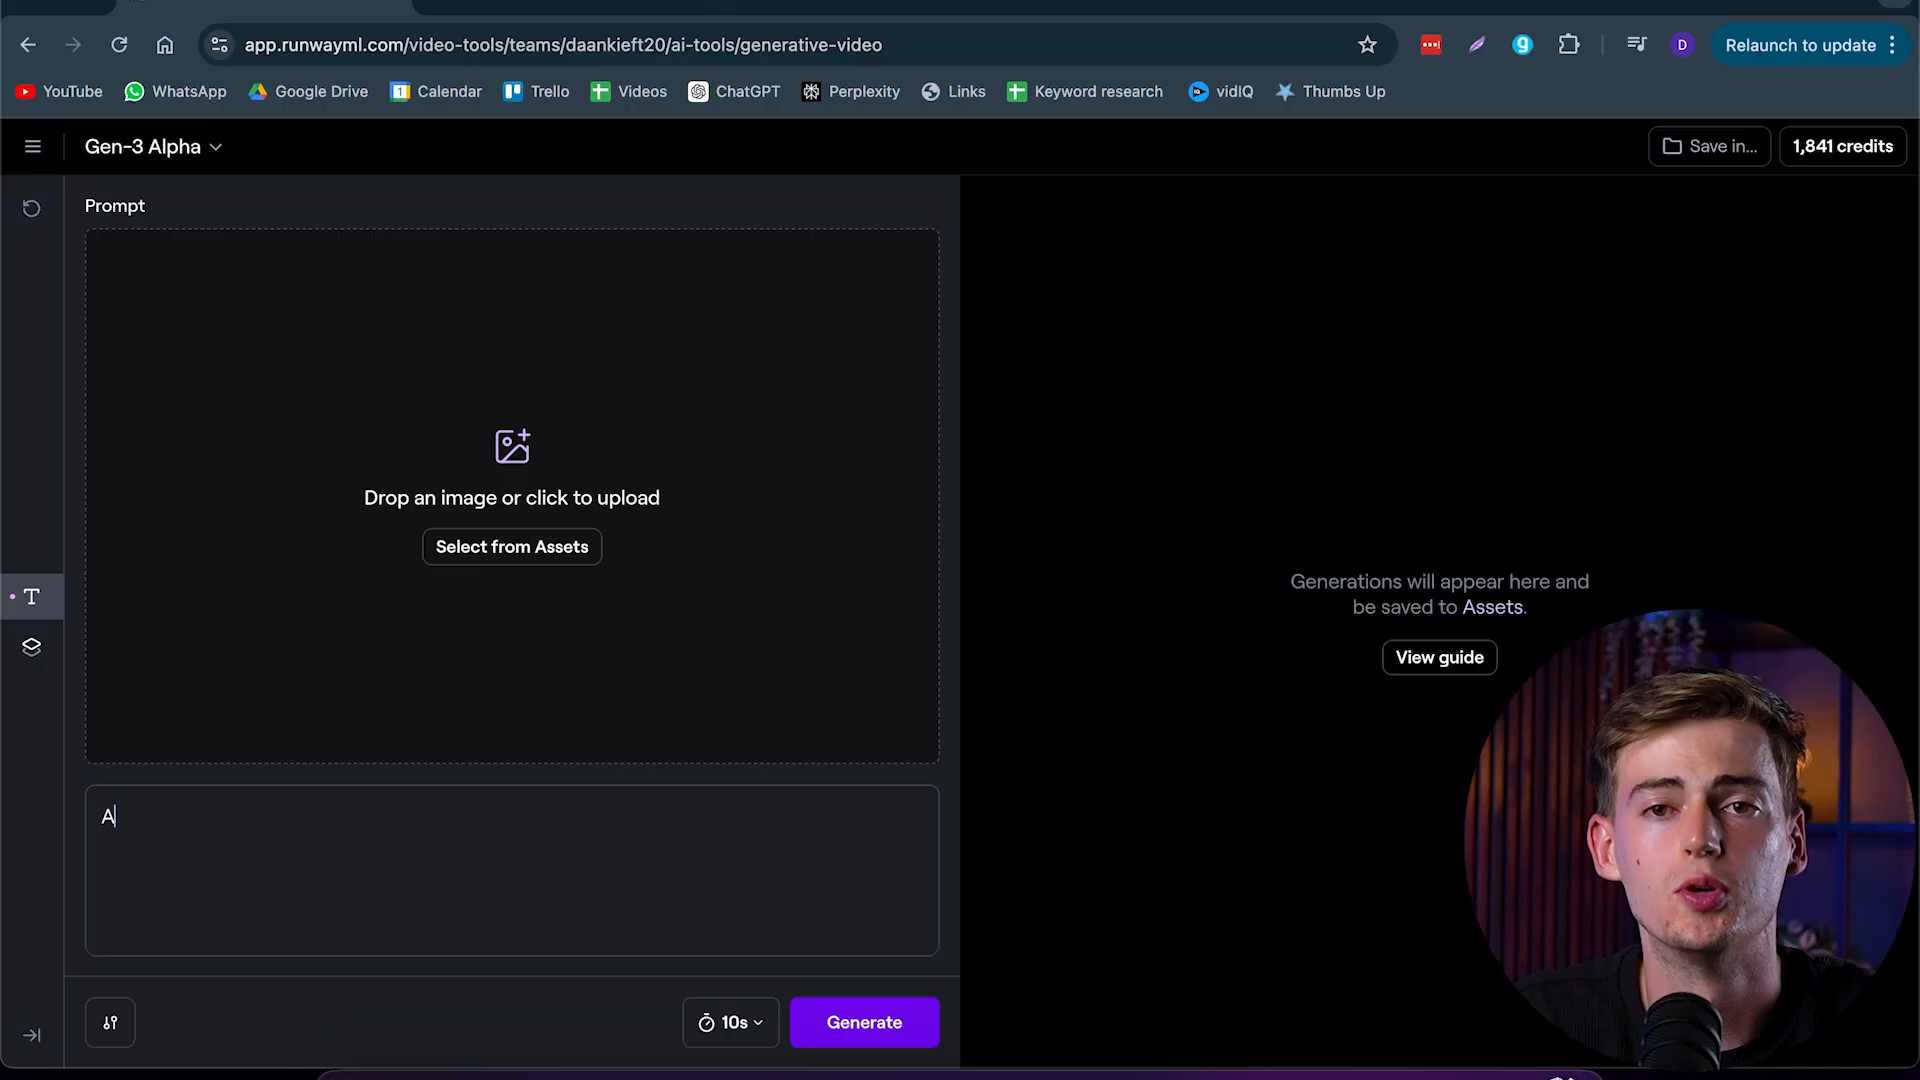 app.runwayml.com/video-tools/teams/daankieft20/ai-tools/generative-video
D
Relaunch to update
YouTube
WhatsApp
Google Drive
1
Calendar
Trello
Videos
ChatGPT
Perplexity
Links
Keyword research
vidIQ
Thumbs Up
Gen-3 Alpha
Save in...
1,841 credits
Prompt
Drop an image or click to upload
Select from Assets
Generations will appear here and
be saved to Assets.
View guide
T
A
10s
Generate